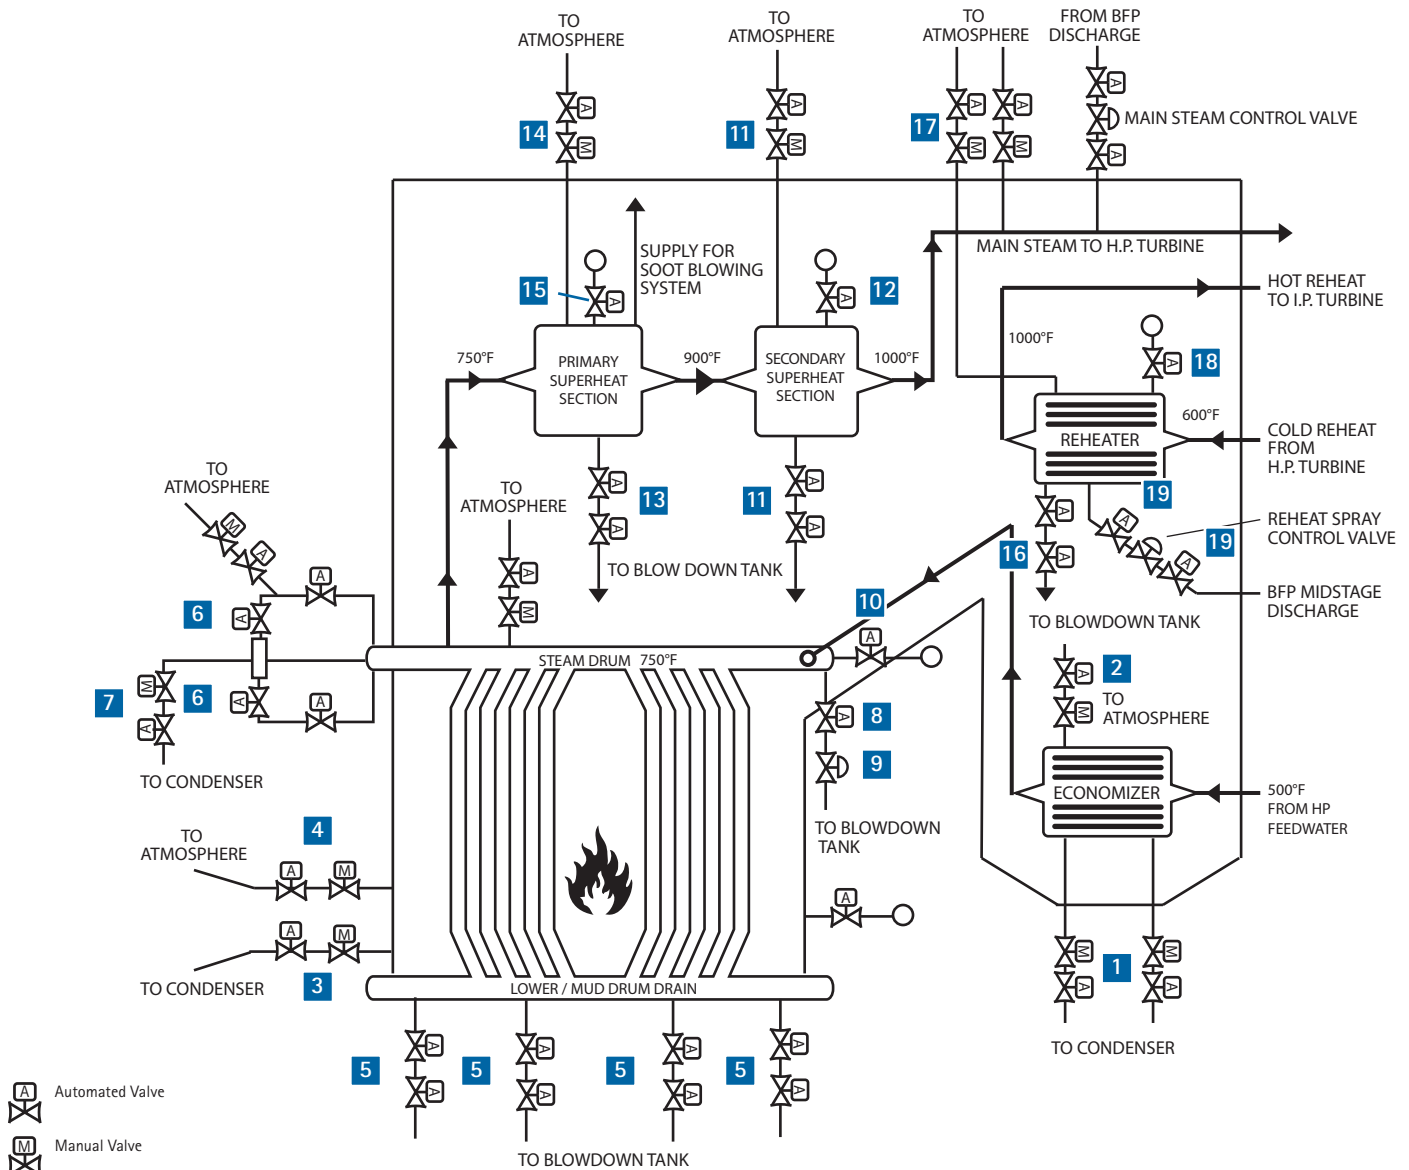 TO
ATMOSPHERE
TO
ATMOSPHERE
TO
ATMOSPHERE
FROM BFP
DISCHARGE
A
A
A
A
A
14
M
11
M
17
M
M
MAIN STEAM CONTROL VALVE
A
SUPPLY FOR
SOOT BLOWING
SYSTEM
MAIN STEAM TO H.P. TURBINE
15
A
12
A
HOT REHEAT
TO I.P. TURBINE
750°F
PRIMARY
SUPERHEAT
SECTION
900°F
SECONDARY
SUPERHEAT
SECTION
1000°F
1000°F
A
18
600°F
REHEATER
COLD REHEAT
FROM
H.P. TURBINE
TO
ATMOSPHERE
TO
ATMOSPHERE
A
13
A
11
A
A
19
A
A
REHEAT SPRAY
CONTROL VALVE
19
16
A
A
M
A
TO BLOW DOWN TANK
BFP MIDSTAGE
DISCHARGE
A
A
M
6
A
10
A
TO BLOWDOWN TANK
STEAM DRUM 750°F
2
A
7
M
6
A
A
A
8
A
TO
ATMOSPHERE
M
A
9
TO CONDENSER
ECONOMIZER
500°F
FROM HP
FEEDWATER
TO
ATMOSPHERE
4
A
M
TO BLOWDOWN
TANK
A
A
M
TO CONDENSER
3
LOWER / MUD DRUM DRAIN
M
M
1
A
A
TO CONDENSER
A
A
A
A
5
5
5
5
A
A
A
A
TO BLOWDOWN TANK
A
Automated Valve
M
Manual Valve